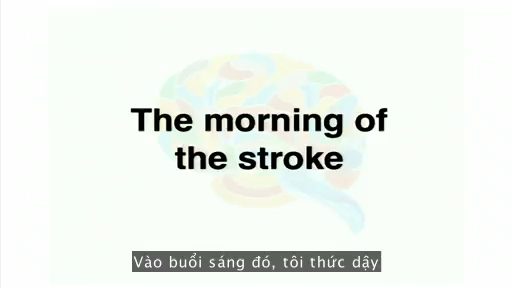 The morning of
the stroke
Vào buổi sáng đó, tôi thức dậy